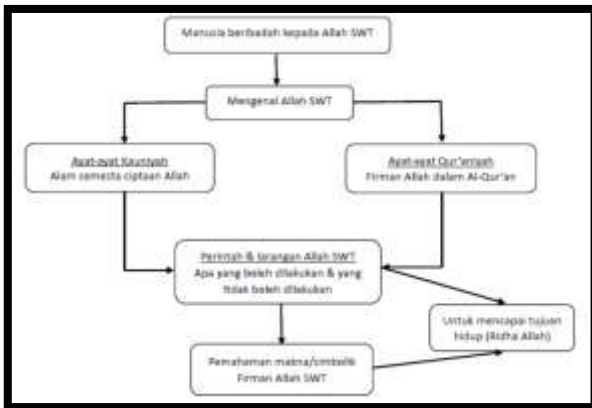 Manusia beribadah kepada Allah SWT
Mengenal Allah SWT
Ayat-ayat Kauniyah
Alam semesta ciptaan Allah
Ayat-ayat Qur'aniyah
Firman Allah dalam Al-Qur'an
Perintah & larangan Allah SWT
Apa yang boleh dilakukan & yang
tidak boleh dilakukan
Untuk mencapai tujuan
hidup (Ridha Allah)
Pemahaman makna/simbolik
Firman Allah SWT